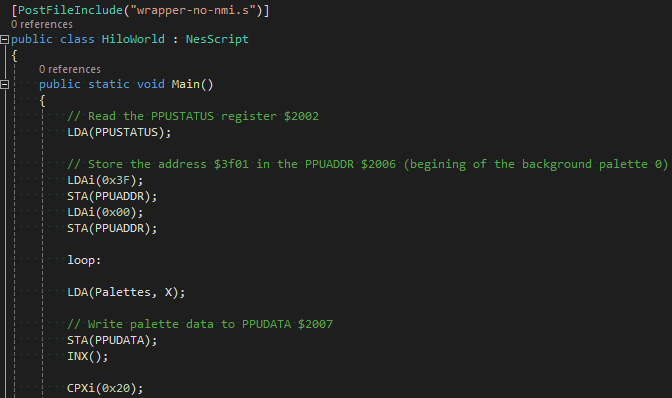 [PostFileInclude("wrapper-no-nmi.s")]
0 references
public class HiloWorld : NesScript
{
0 references
public static void Main()
{
// Read the PPUSTATUS register $2002
LDA(PPUSTATUS);
// Store the address $3f01 in the PPUADDR $2006 (begining of the background palette 0)
LDAi(0x3F);
STA(PPUADDR);
LDAi(0x00);
STA(PPUADDR);
loop:
LDA(Palettes, X);
// Write palette data to PPUDATA $2007
STA(PPUDATA);
INX();
CPXi(0x20);